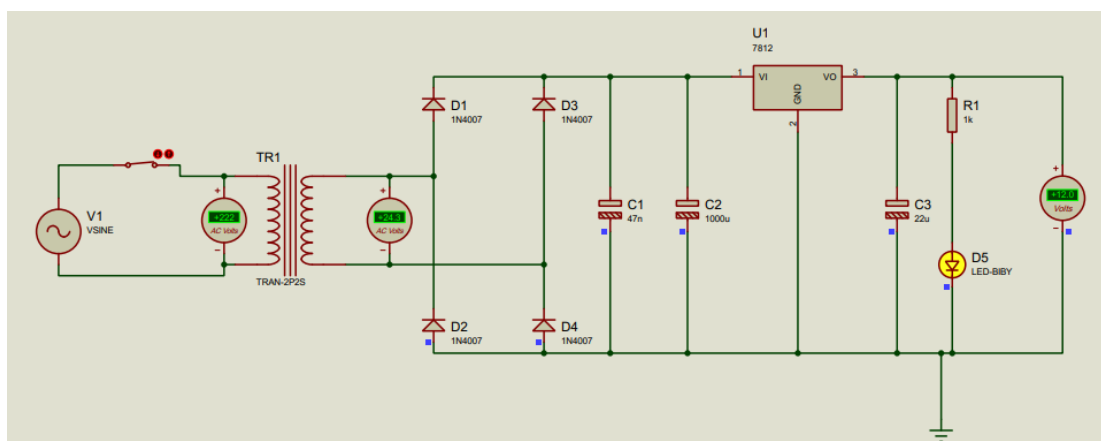 U1
7812
1
VI
VO
3
GND
2
D1
1N4007
D3
1N4007
R1
1k
TR1
V1
VSINE
+
+222
AC Volts
−
+
+24.3
AC Volts
−
TRAN-2P2S
C1
47n
C2
1000u
C3
22u
+
+12.0
Volts
−
D5
LED-BIBY
D2
1N4007
D4
1N4007